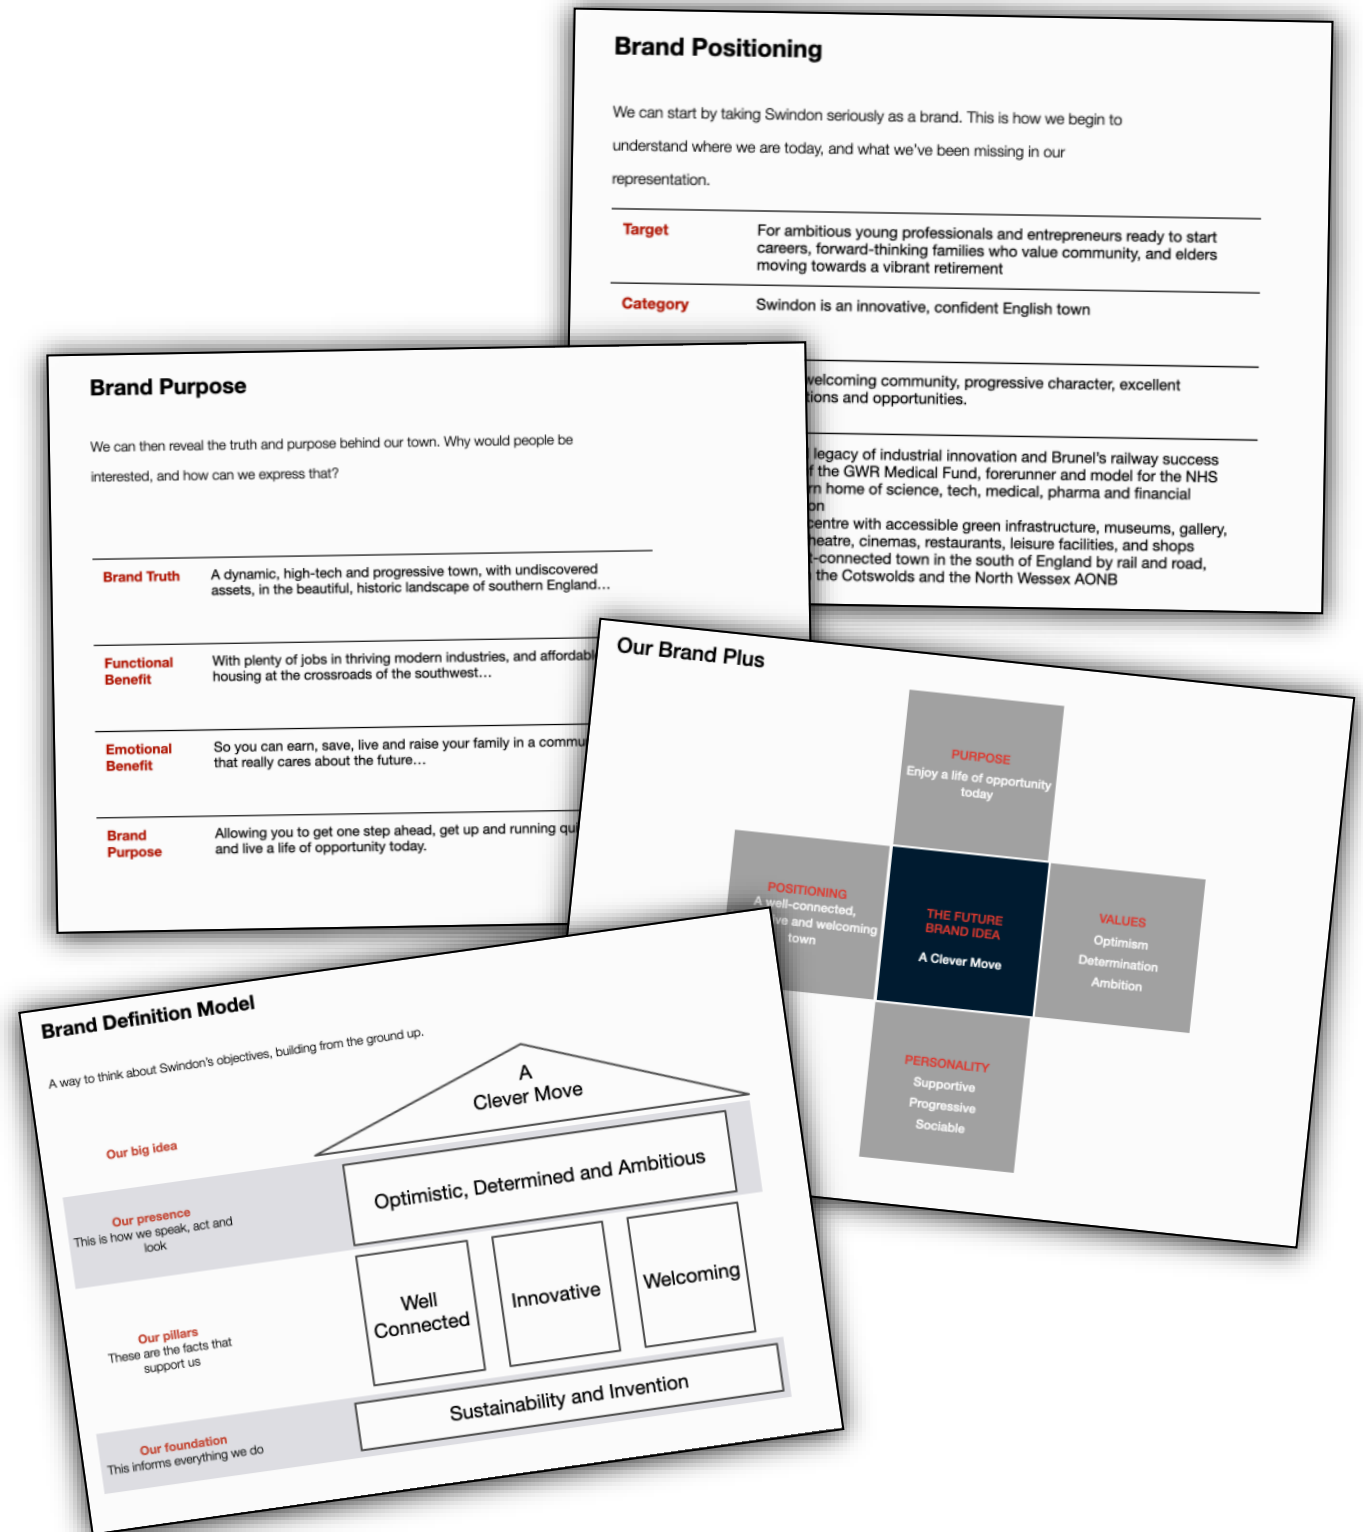 Brand Positioning
We can start by taking Swindon seriously as a brand. This is how we begin to
understand where we are today, and what we've been missing in our
representation.
Target
For ambitious young professionals and entrepreneurs ready to start
careers, forward-thinking families who value community, and elders
moving towards a vibrant retirement
Category
Swindon is an innovative, confident English town
welcoming community, progressive character, excellent
and opportunities.
legacy of industrial innovation and Brunel's railway success
the GWR Medical Fund, forerunner and model for the NHS
home of science, tech, medical, pharma and financial
centre with accessible green infrastructure, museums, gallery,
theatre, cinemas, restaurants, leisure facilities, and shops
-connected town in the south of England by rail and road,
the Cotswolds and the North Wessex AONB
Brand Purpose
We can then reveal the truth and purpose behind our town. Why would people be
interested, and how can we express that?
Brand Truth
A dynamic, high-tech and progressive town, with undiscovered
assets, in the beautiful, historic landscape of southern England...
Functional
Benefit
With plenty of jobs in thriving modern industries, and affordable
housing at the crossroads of the southwest...
Emotional
Benefit
So you can earn, save, live and raise your family in a
that really cares about the future...
Brand
Purpose
Allowing you to get one step ahead, get up and running
and live a life of opportunity today.
Our Brand Plus
PURPOSE
Enjoy a life of opportunity
today
POSITIONING
A well-connected,
and welcoming
town
THE FUTURE
BRAND IDEA
A Clever Move
VALUES
Optimism
Determination
Ambition
PERSONALITY
Supportive
Progressive
Sociable
Brand Definition Model
A way to think about Swindon's objectives, building from the ground up.
A
Clever Move
Our big idea
Optimistic, Determined and Ambitious
Our presence
This is how we speak, act and
look
Well
Connected
Innovative
Welcoming
Our pillars
These are the facts that
support us
Sustainability and Invention
Our foundation
This informs everything we do